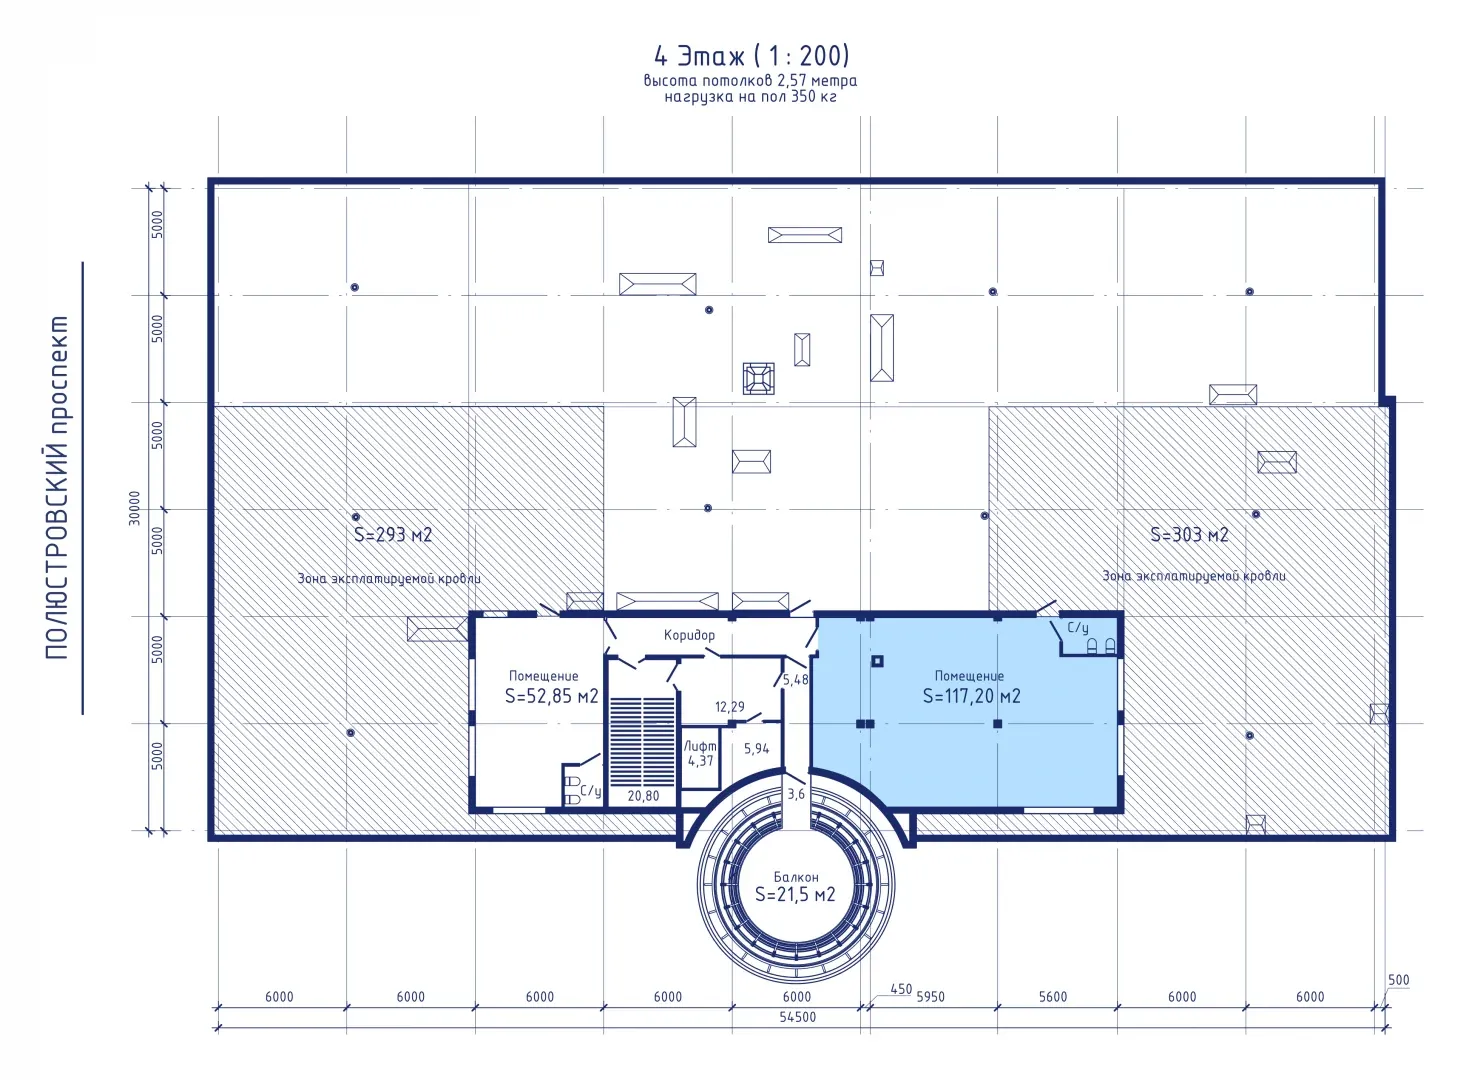 4 Этаж ( 1 : 200)
высота потолков 2,57 метра
нагрузка на пол 350 кг
ПОЛЮСТРОВСКИЙ проспект
30000
5000
5000
5000
5000
5000
5000
S=293 м2
Зона эксплатируемой кровли
S=303 м2
Зона эксплатируемой кровли
Коридор
С/у
Помещение
S=52,85 м2
5,48
Помещение
S=117,20 м2
12,29
Лифт
4,37
5,94
С/у
20,80
3,6
Балкон
S=21,5 м2
6000
6000
6000
6000
6000
450
5950
5600
6000
6000
500
54500